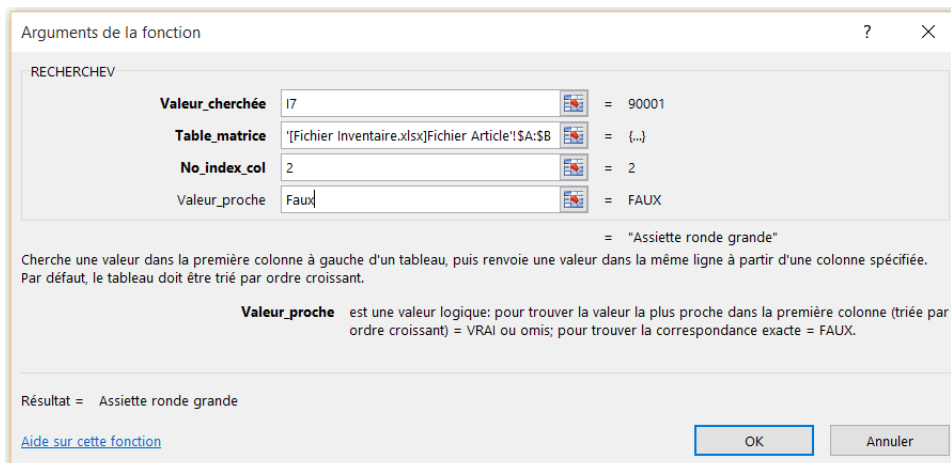 Arguments de la fonction ? ×
RECHERCHEV
Valeur_cherchée I7 = 90001
Table_matrice '[Fichier Inventaire.xlsx]Fichier Article'!$A:$B = {...}
No_index_col 2 = 2
Valeur_proche Faux = FAUX
= "Assiette ronde grande"
Cherche une valeur dans la première colonne à gauche d'un tableau, puis renvoie une valeur dans la même ligne à partir d'une colonne spécifiée.
Par défaut, le tableau doit être trié par ordre croissant.
Valeur_proche est une valeur logique: pour trouver la valeur la plus proche dans la première colonne (triée par
ordre croissant) = VRAI ou omis; pour trouver la correspondance exacte = FAUX.
Résultat = Assiette ronde grande
Aide sur cette fonction OK Annuler